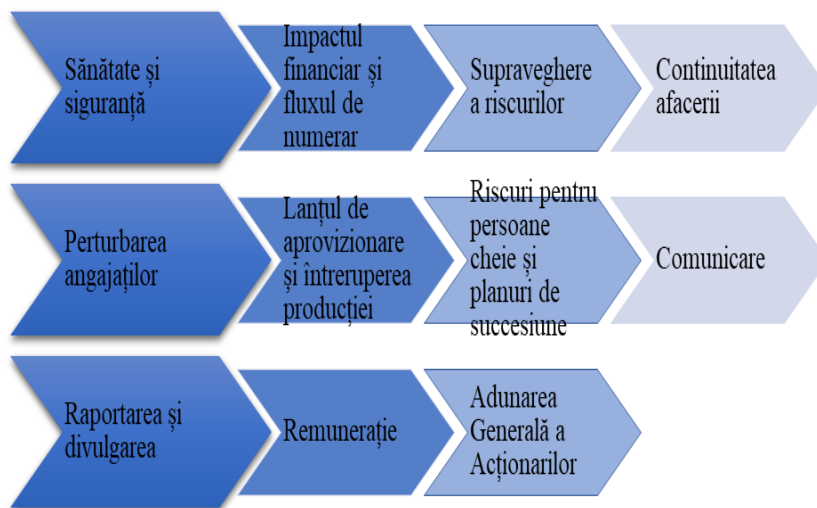 Sănătate și
siguranță
Impactul
financiar și
fluxul de
numerar
Supraveghere
a riscurilor
Continuitatea
afacerii
Perturbarea
angajaților
Lanțul de
aprovizionare
și întreruperea
producției
Riscuri pentru
persoane
cheie și
planuri de
succesiune
Comunicare
Raportarea și
divulgarea
Remunerație
Adunarea
Generală a
Acționarilor